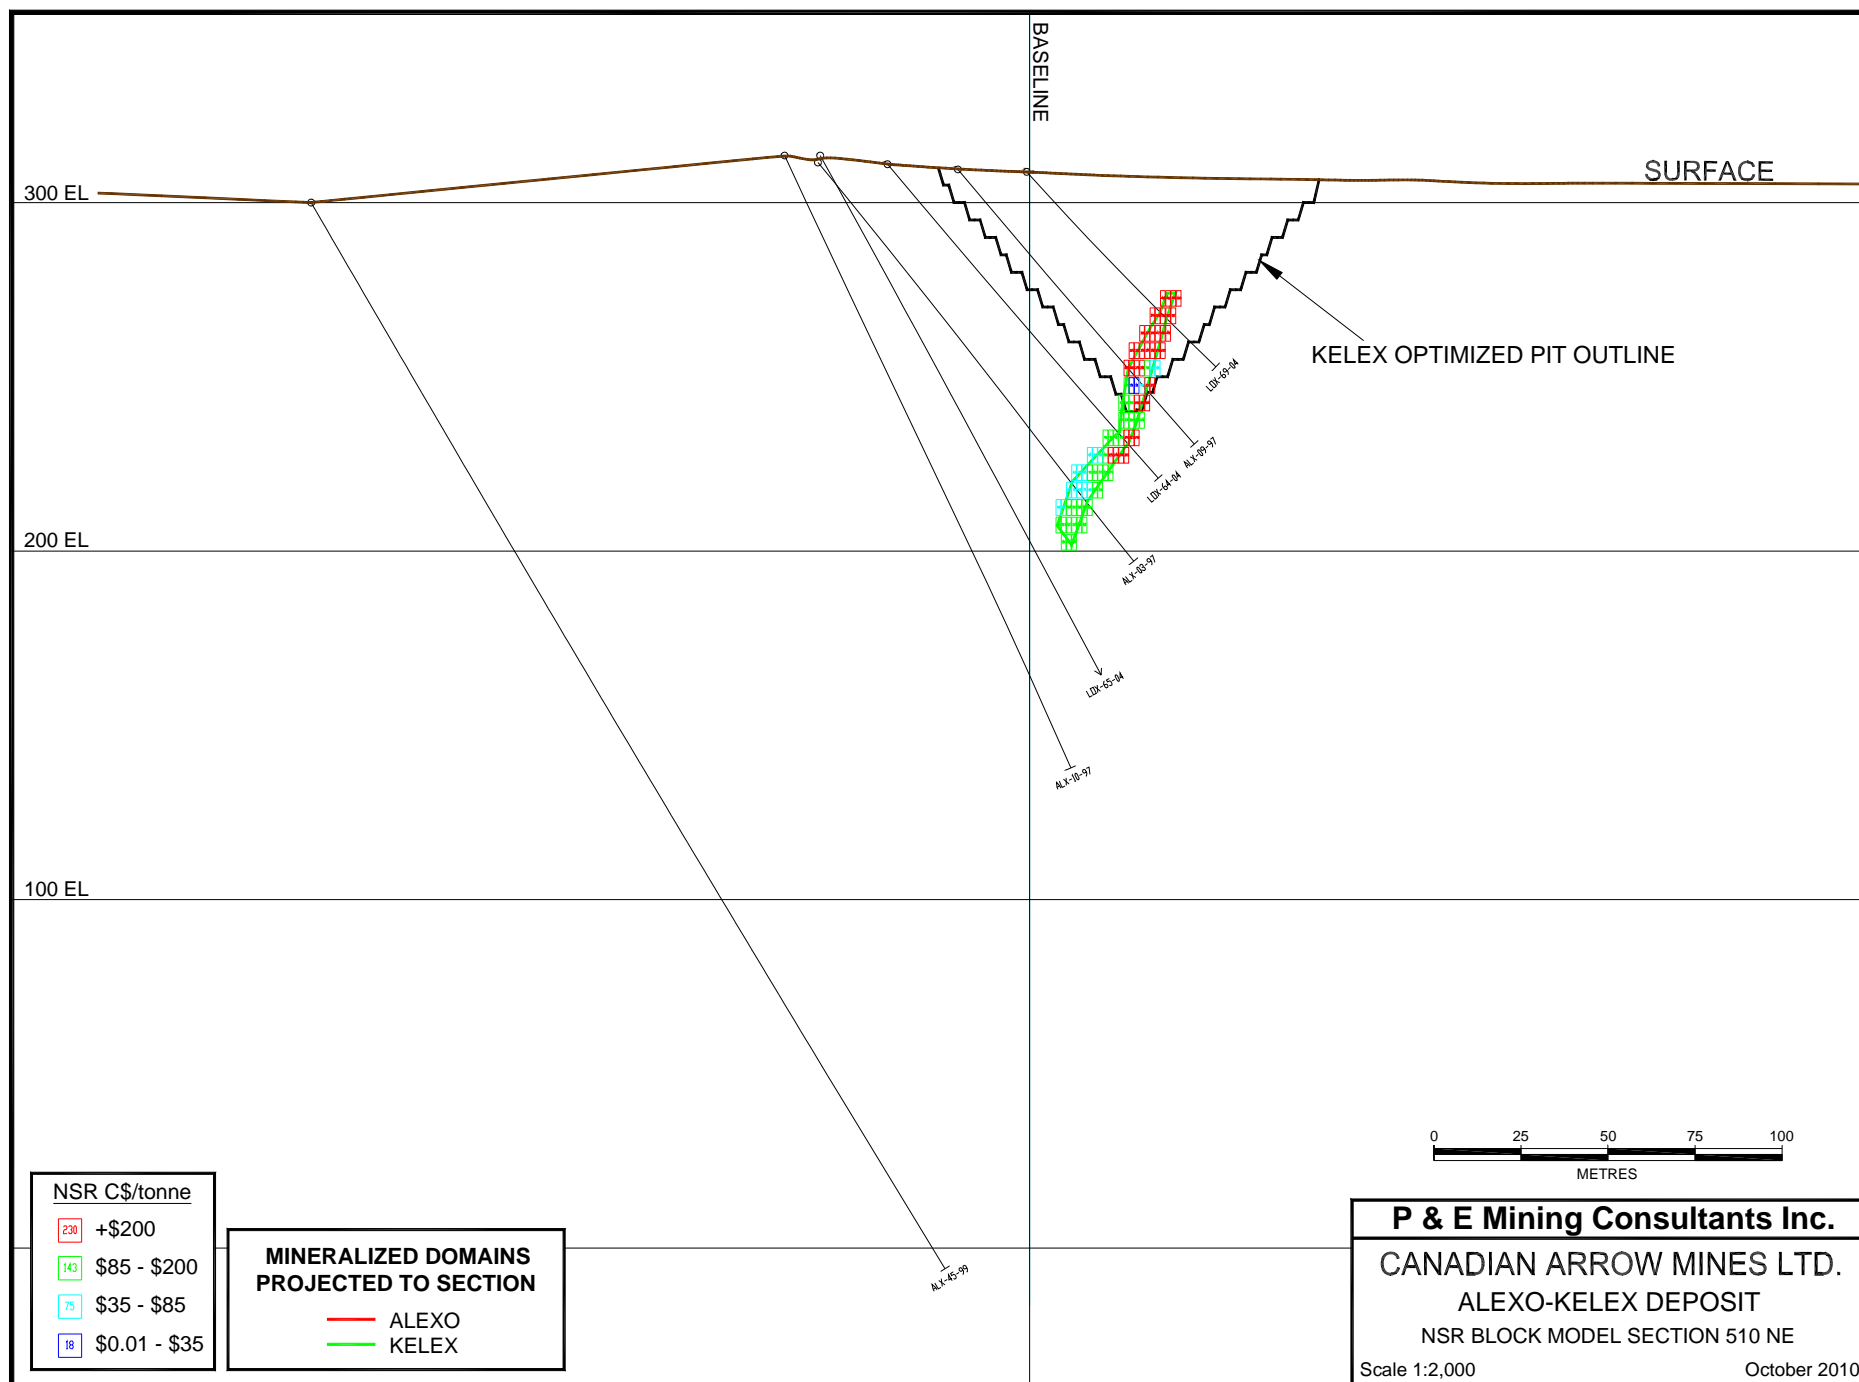 BASELINE
SURFACE
300 EL
KELEX OPTIMIZED PIT OUTLINE
LOX-69-04
ALX-09-97
LOX-64-04
200 EL
ALX-03-97
LOX-65-04
ALX-10-97
100 EL
ALX-45-99
0 25 50 75 100
METRES
NSR C$/tonne
230 +$200
143 $85 - $200
75 $35 - $85
18 $0.01 - $35
MINERALIZED DOMAINS
PROJECTED TO SECTION
ALEXO
KELEX
P & E Mining Consultants Inc.
CANADIAN ARROW MINES LTD.
ALEXO-KELEX DEPOSIT
NSR BLOCK MODEL SECTION 510 NE
Scale 1:2,000 October 2010